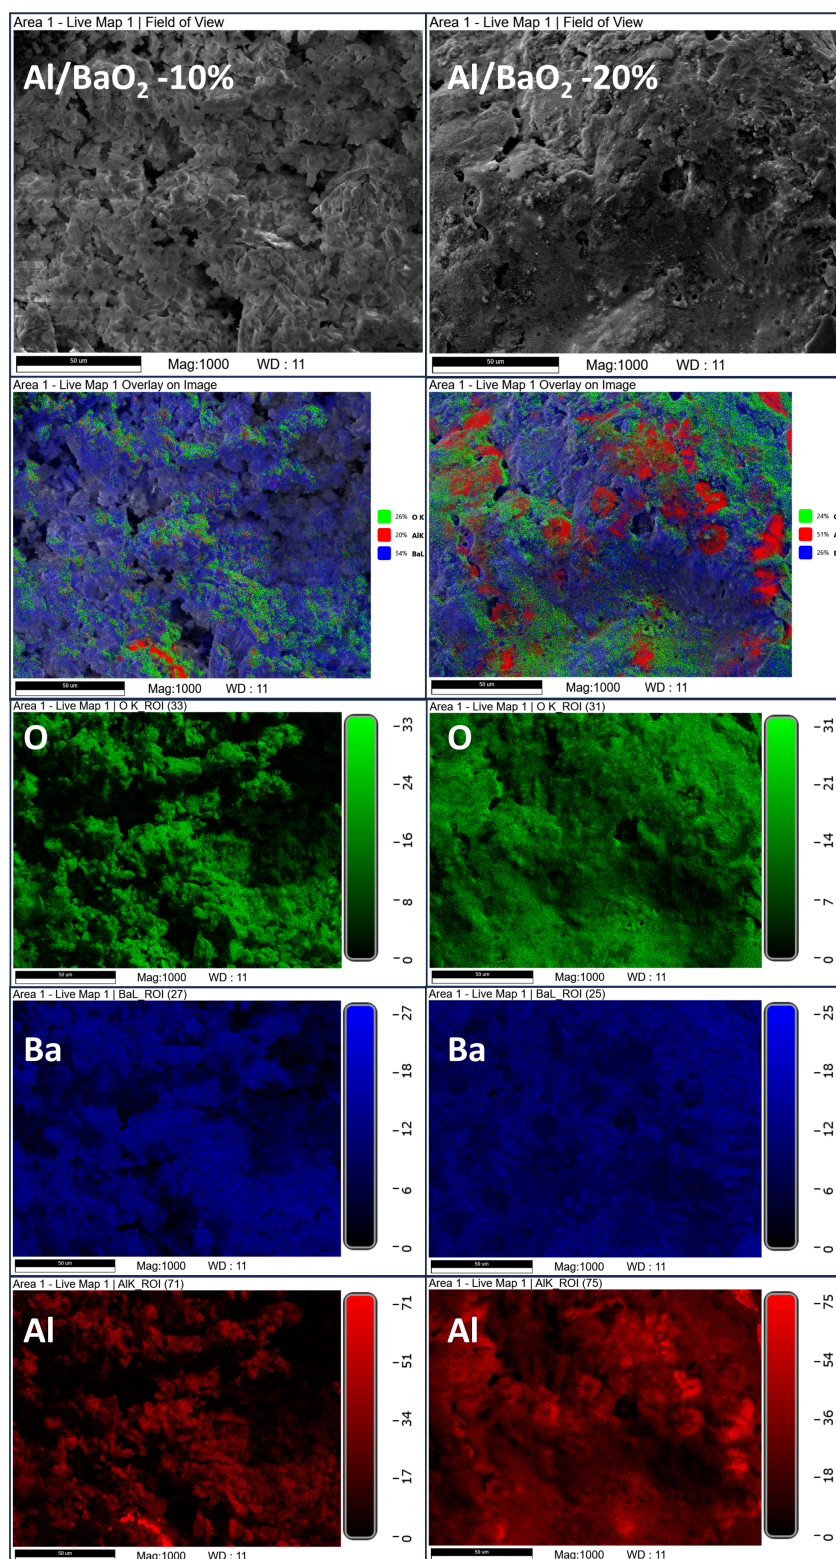 Area 1 - Live Map 1 | Field of View
Al/BaO₂ -10%
50 um Mag:1000 WD : 11
Area 1 - Live Map 1 | Field of View
Al/BaO₂ -20%
50 um Mag:1000 WD : 11
Area 1 - Live Map 1 Overlay on Image
26% O K
20% AlK
54% BaL
50 um Mag:1000 WD : 11
Area 1 - Live Map 1 Overlay on Image
24%
51%
26%
50 um Mag:1000 WD : 11
Area 1 - Live Map 1 | O K_ROI (33)
O
33
24
16
8
0
50 um Mag:1000 WD : 11
Area 1 - Live Map 1 | O K_ROI (31)
O
31
22
14
7
0
50 um Mag:1000 WD : 11
Area 1 - Live Map 1 | BaL_ROI (27)
Ba
27
18
12
6
0
50 um Mag:1000 WD : 11
Area 1 - Live Map 1 | BaL_ROI (25)
Ba
25
18
12
6
0
50 um Mag:1000 WD : 11
Area 1 - Live Map 1 | AlK_ROI (71)
Al
71
51
34
17
0
50 um Mag:1000 WD : 11
Area 1 - Live Map 1 | AlK_ROI (75)
Al
75
54
36
18
0
50 um Mag:1000 WD : 11